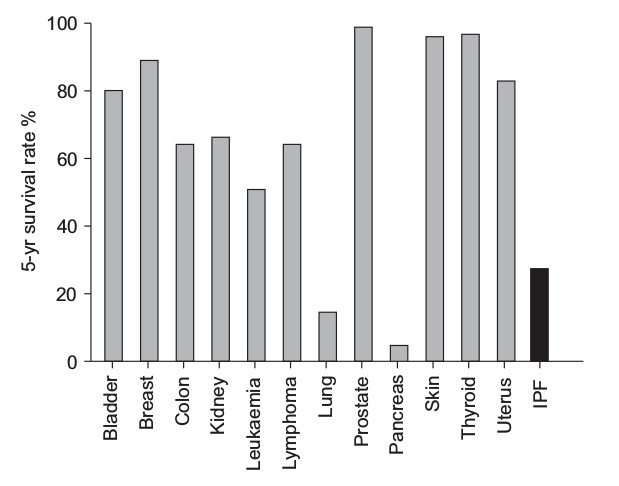 100
80
60
40
20
0
5-yr survival rate %
Bladder
Breast
Colon
Kidney
Leukaemia
Lymphoma
Lung
Prostate
Pancreas
Skin
Thyroid
Uterus
IPF